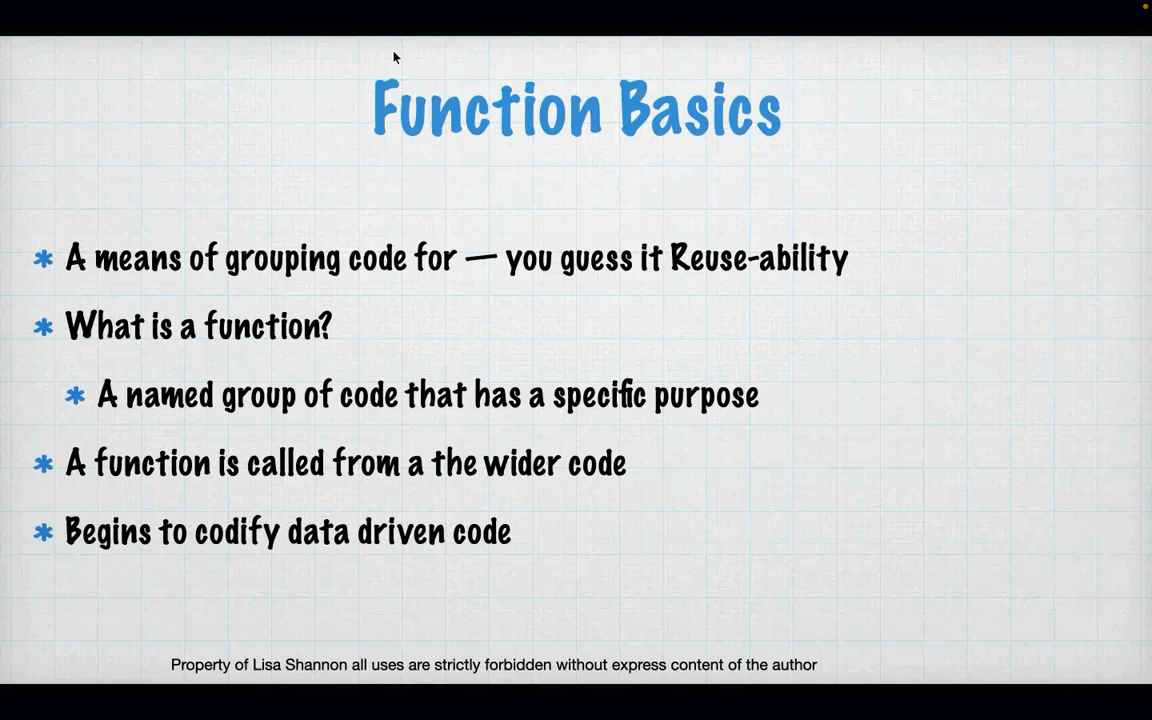 Function Basics
* A means of grouping code for — you guess it Reuse-ability
* What is a function?
* A named group of code that has a specific purpose
* A function is called from a the wider code
* Begins to codify data driven code
Property of Lisa Shannon all uses are strictly forbidden without express content of the author